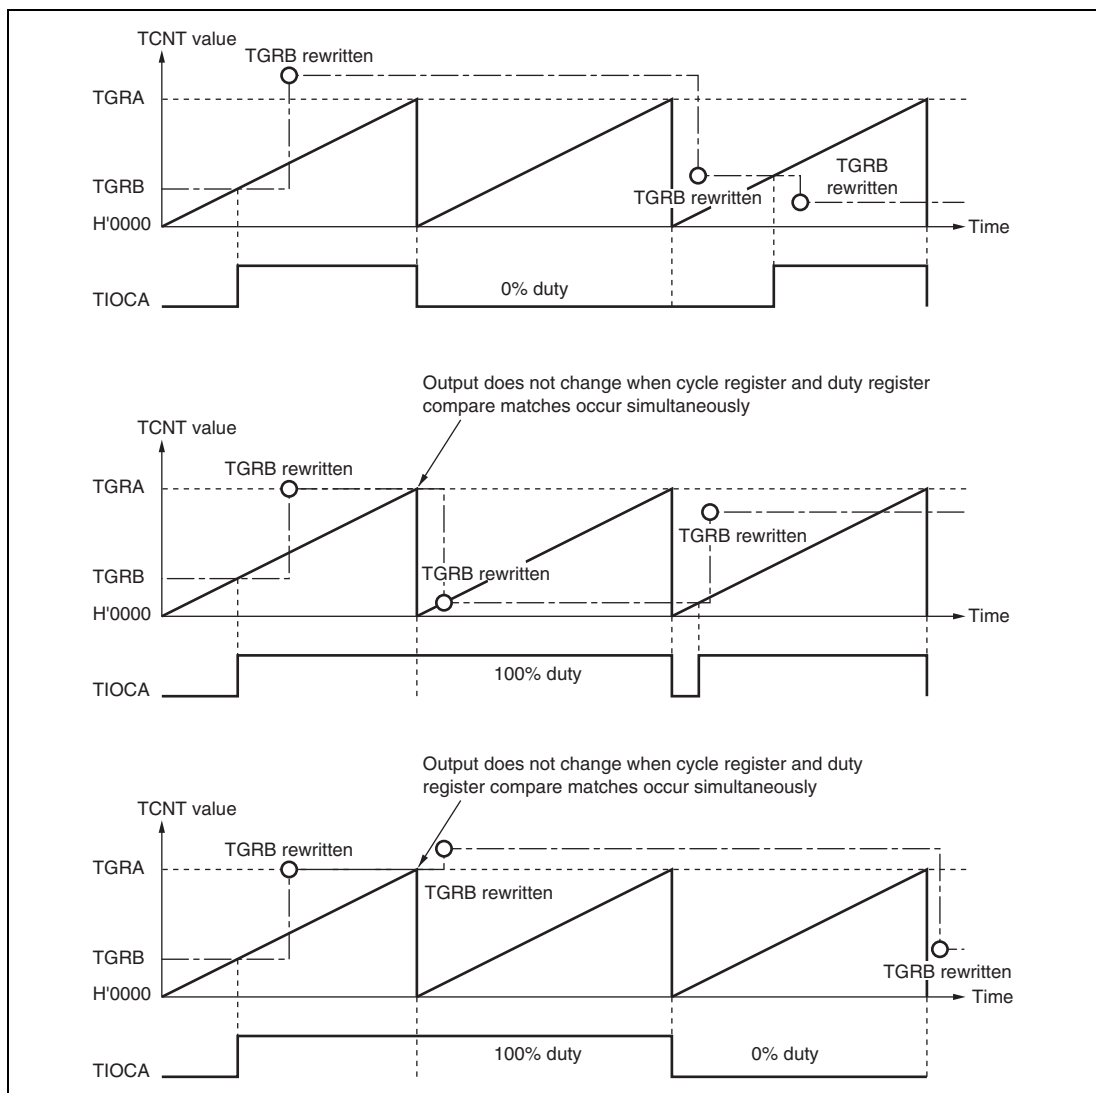 TCNT value
TGRB rewritten
TGRA
TGRB
rewritten
TGRB
TGRB rewritten
H'0000
Time
TIOCA
0% duty
Output does not change when cycle register and duty register
compare matches occur simultaneously
TCNT value
TGRB rewritten
TGRA
TGRB rewritten
TGRB
TGRB rewritten
H'0000
Time
TIOCA
100% duty
Output does not change when cycle register and duty
register compare matches occur simultaneously
TCNT value
TGRB rewritten
TGRA
TGRB rewritten
TGRB
TGRB rewritten
H'0000
Time
TIOCA
100% duty
0% duty